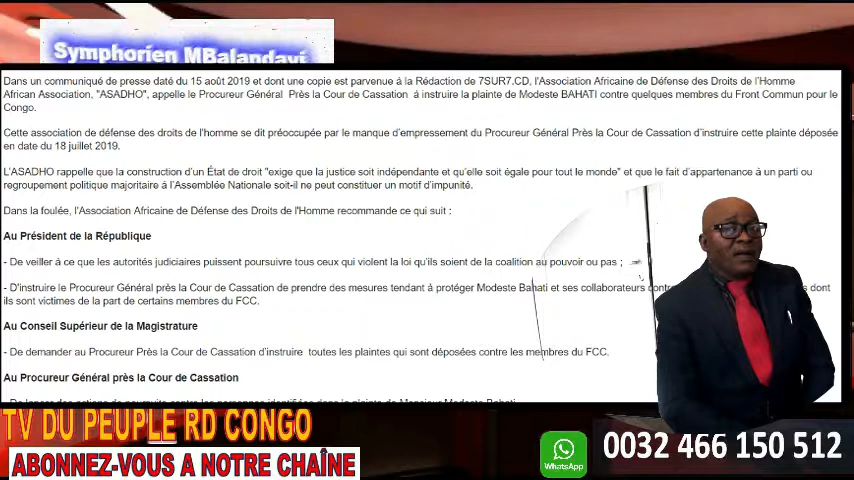 Symphorien MBalandavi
Dans un communiqué de presse daté du 15 août 2019 et dont une copie est parvenue à la Rédaction de 7SUR7.CD, l'Association Africaine de Défense des Droits de l'Homme
African Association, "ASADHO", appelle le Procureur Général Près la Cour de Cassation à instruire la plainte de Modeste BAHATI contre quelques membres du Front Commun pour le
Congo.
Cette association de défense des droits de l'homme se dit préoccupée par le manque d'empressement du Procureur Général Près la Cour de Cassation d'instruire cette plainte déposée
en date du 18 juillet 2019.
L'ASADHO rappelle que la construction d'un État de droit "exige que la justice soit indépendante et qu'elle soit égale pour tout le monde" et que le fait d'appartenance à un parti ou
regroupement politique majoritaire à l'Assemblée Nationale soit-il ne peut constituer un motif d'impunité.
Dans la foulée, l'Association Africaine de Défense des Droits de l'Homme recommande ce qui suit :
Au Président de la République
- De veiller à ce que les autorités judiciaires puissent poursuivre tous ceux qui violent la loi qu'ils soient de la coalition au pouvoir ou pas ;
- D'instruire le Procureur Général près la Cour de Cassation de prendre des mesures tendant à protéger Modeste Bahati et ses collaborateurs dont
ils sont victimes de la part de certains membres du FCC.
Au Conseil Supérieur de la Magistrature
- De demander au Procureur Près la Cour de Cassation d'instruire toutes les plaintes qui sont déposées contre les membres du FCC.
Au Procureur Général près la Cour de Cassation
TV DU PEUPLE RD CONGO
ABONNEZ-VOUS A NOTRE CHAÎNE
WhatsApp
0032 466 150 512